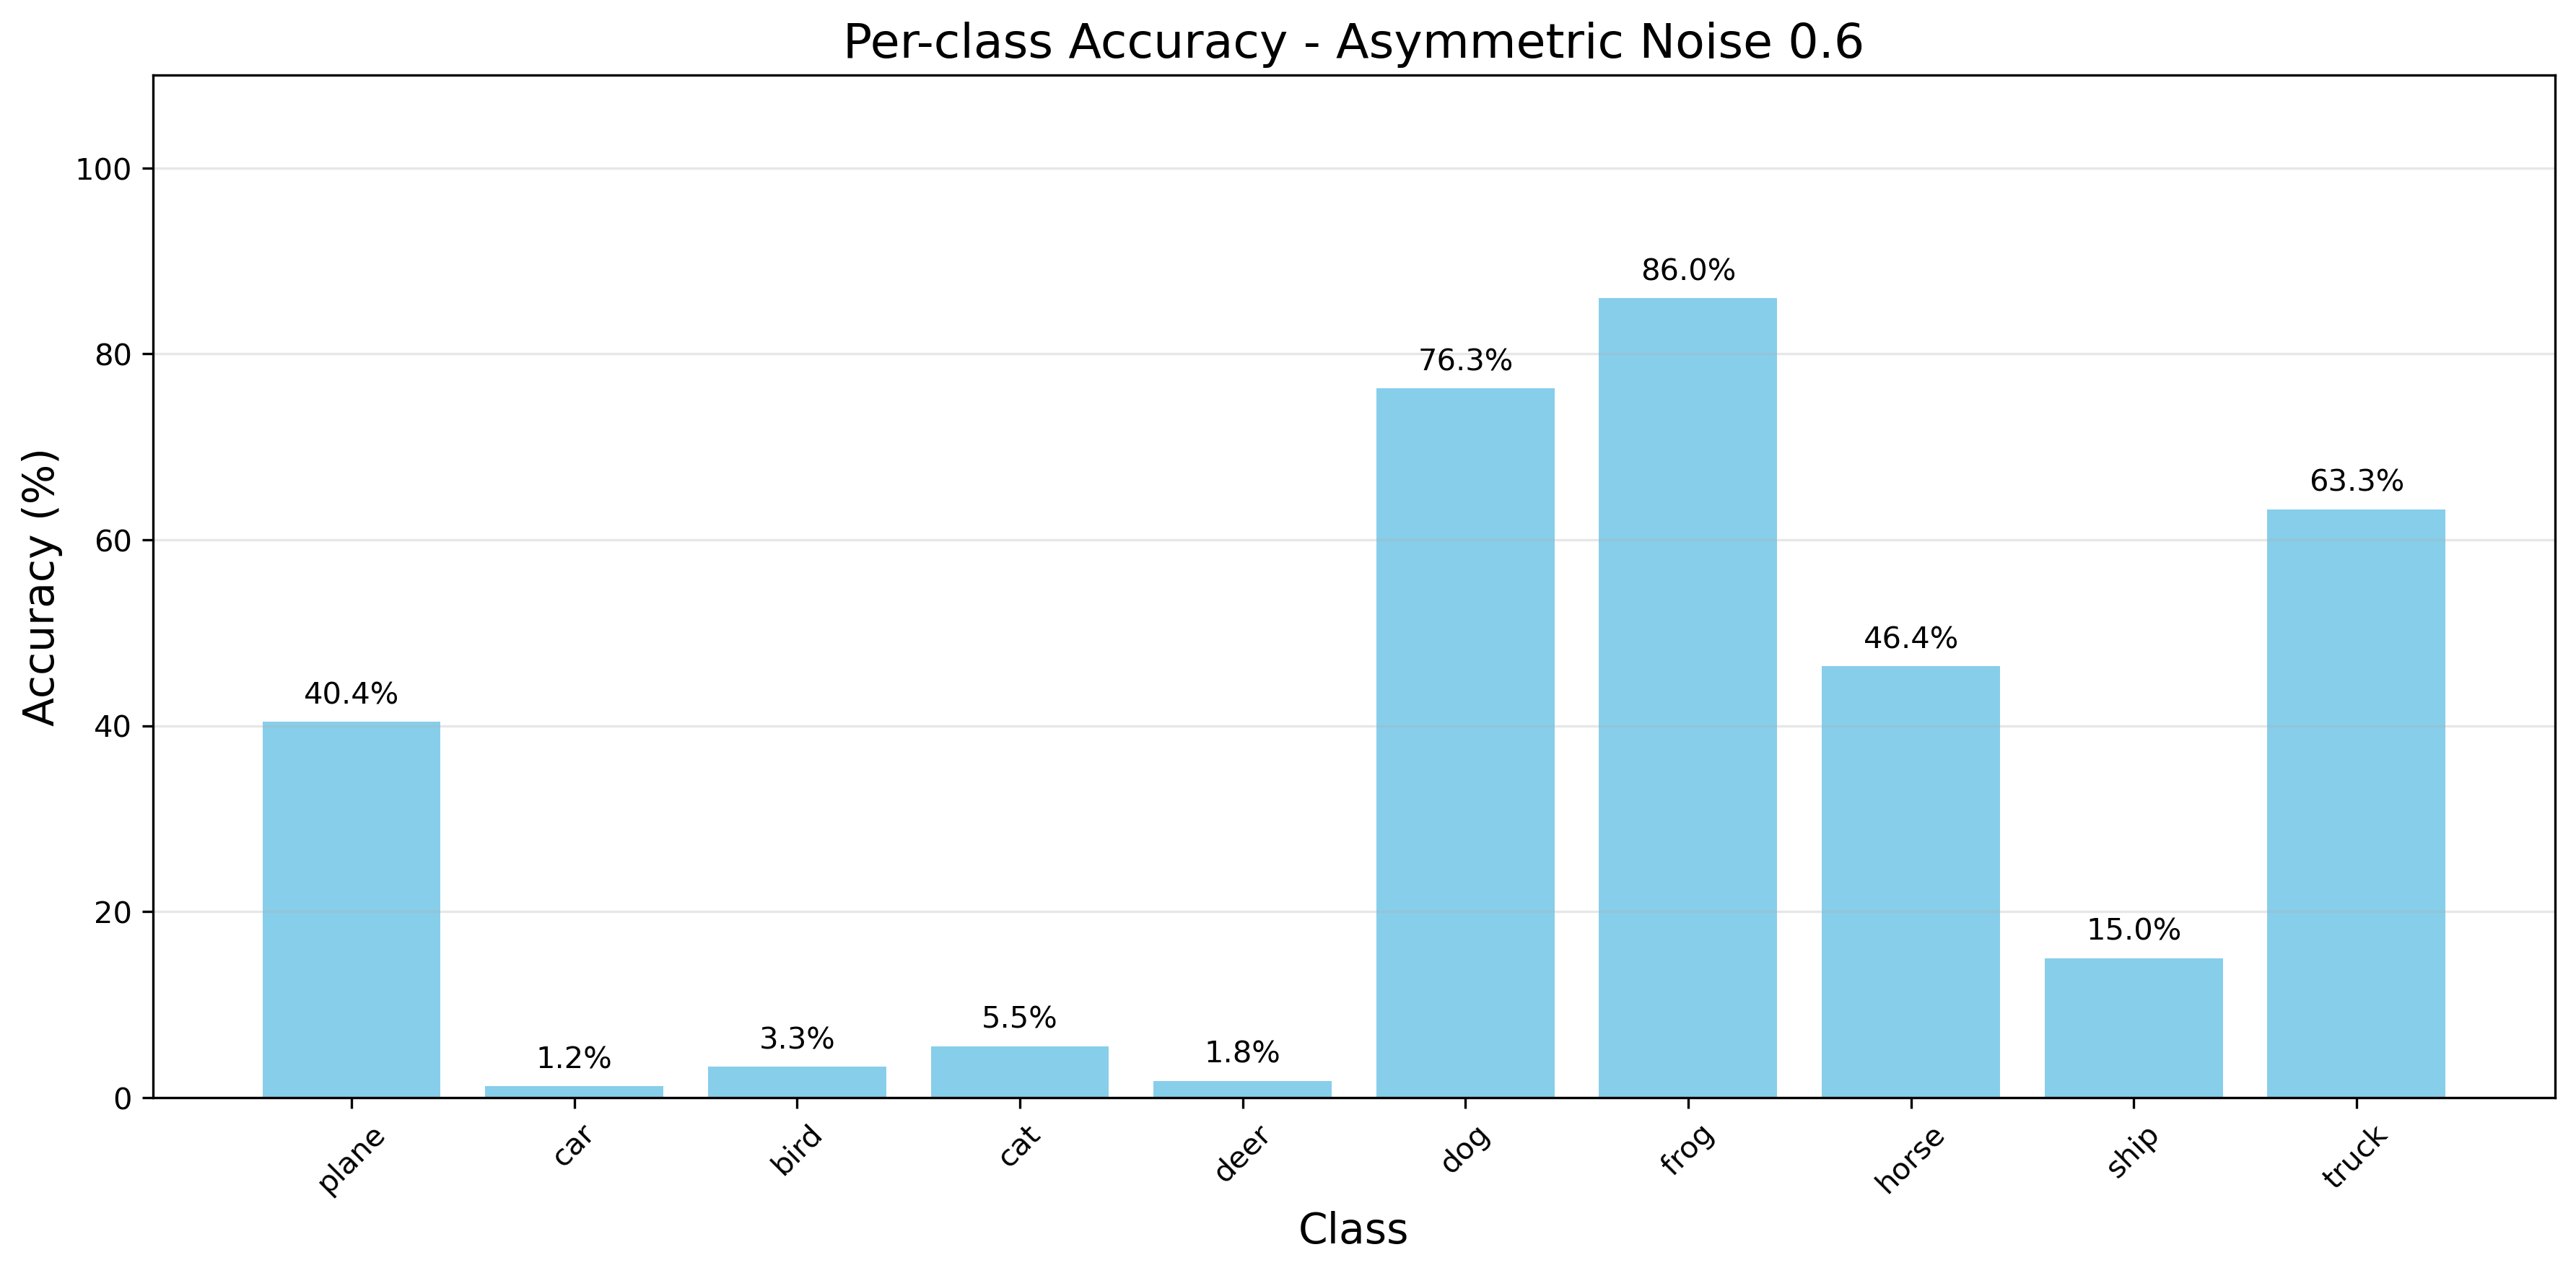 Per-class Accuracy - Asymmetric Noise 0.6
Accuracy (%)
100
80
60
40
20
0
40.4%
1.2%
3.3%
5.5%
1.8%
76.3%
86.0%
46.4%
15.0%
63.3%
plane
car
bird
cat
deer
dog
frog
horse
ship
truck
Class